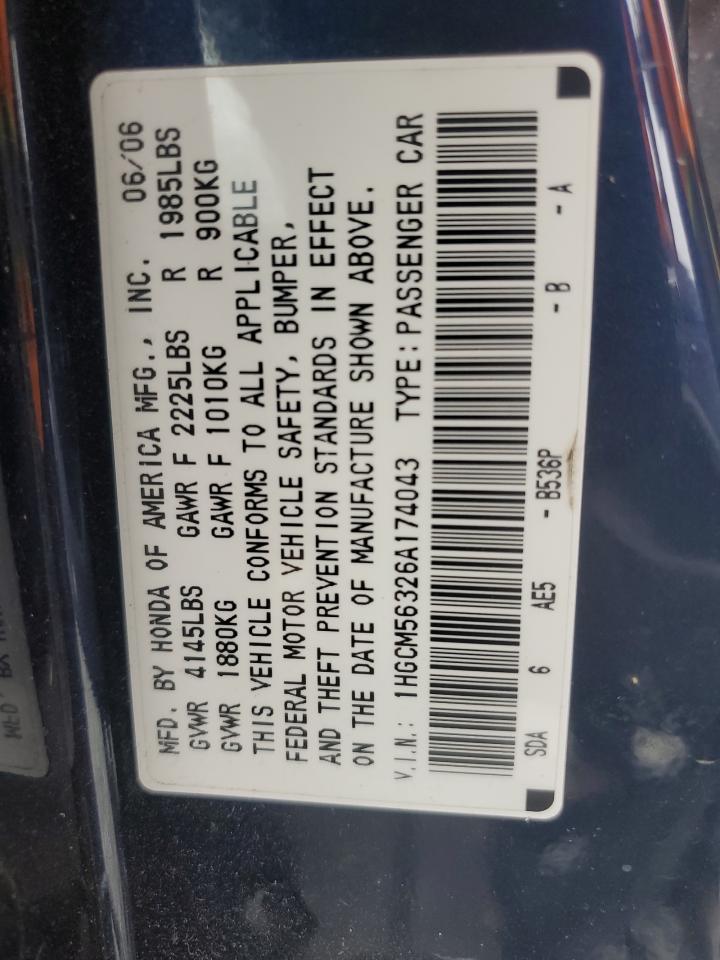 MFD. BY HONDA OF AMERICA MFG., INC. 06/06
GVWR 4145LBS GAWR F 2225LBS R 1985LBS
GVWR 1880KG GAWR F 1010KG R 900KG
THIS VEHICLE CONFORMS TO ALL APPLICABLE
FEDERAL MOTOR VEHICLE SAFETY, BUMPER,
AND THEFT PREVENTION STANDARDS IN EFFECT
ON THE DATE OF MANUFACTURE SHOWN ABOVE.
V.I.N.: 1HGCM56326A174043 TYPE: PASSENGER CAR
SDA 6 AE5 - B536P - B - A